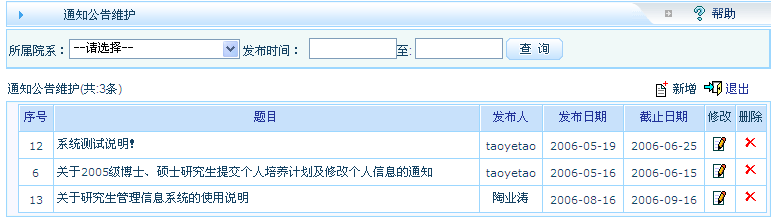 通知公告维护 帮助
所属院系：--请选择-- 发布时间： 至: 查 询
通知公告维护(共:3条) 新增 退出
序号 题目 发布人 发布日期 截止日期 修改 删除
12 系统测试说明! taoyetao 2006-05-19 2006-06-25
6 关于2005级博士、硕士研究生提交个人培养计划及修改个人信息的通知 taoyetao 2006-05-16 2006-06-15
13 关于研究生管理信息系统的使用说明 陶业涛 2006-08-16 2006-09-16